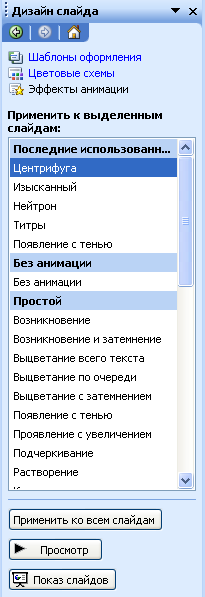 Дизайн слайда
Шаблоны оформления
Цветовые схемы
Эффекты анимации
Применить к выделенным
слайдам:
Последние использованн...
Центрифуга
Изысканный
Нейтрон
Титры
Появление с тенью
Без анимации
Без анимации
Простой
Возникновение
Возникновение и затемнение
Выцветание всего текста
Выцветание по очереди
Выцветание с затемнением
Появление с тенью
Проявление с увеличением
Подчеркивание
Растворение
Применить ко всем слайдам
Просмотр
Показ слайдов